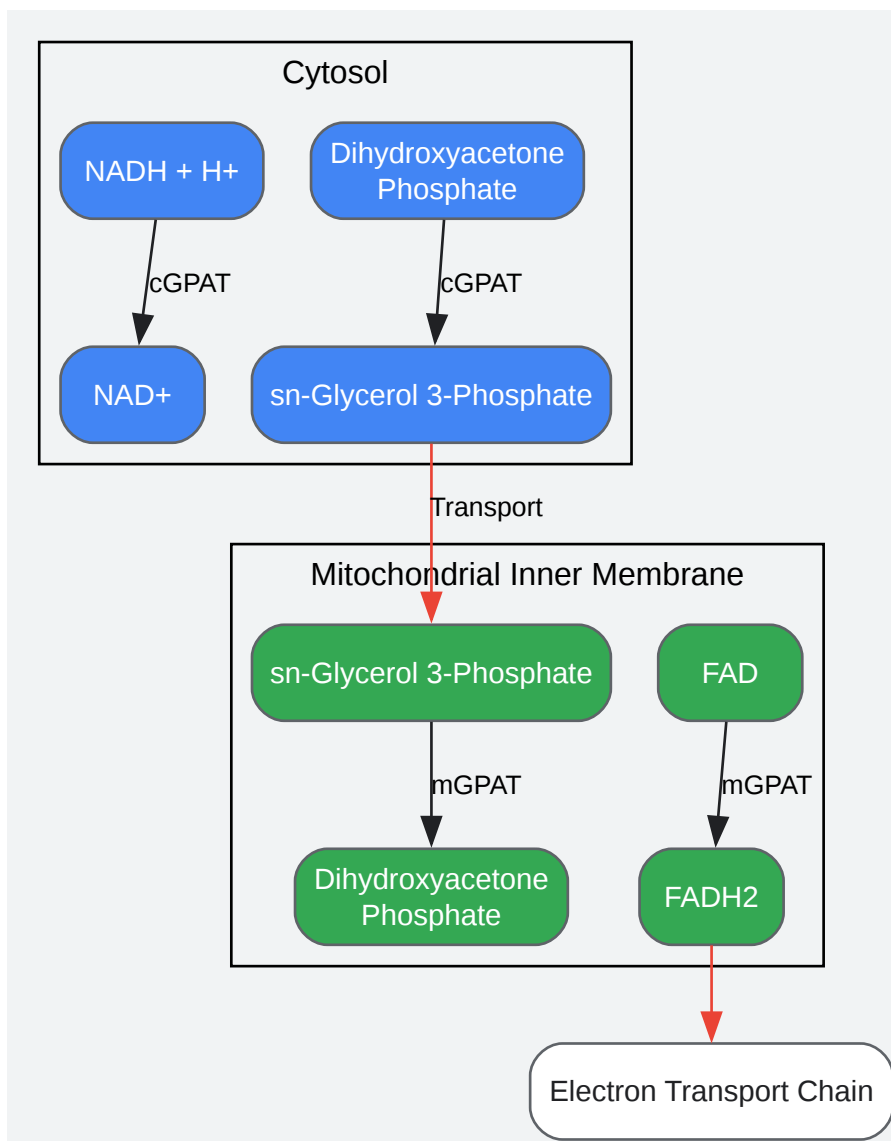 Cytosol
NADH + H+
Dihydroxyacetone
Phosphate
cGPAT
cGPAT
NAD+
sn-Glycerol 3-Phosphate
Transport
Mitochondrial Inner Membrane
sn-Glycerol 3-Phosphate
FAD
mGPAT
mGPAT
Dihydroxyacetone
Phosphate
FADH2
Electron Transport Chain